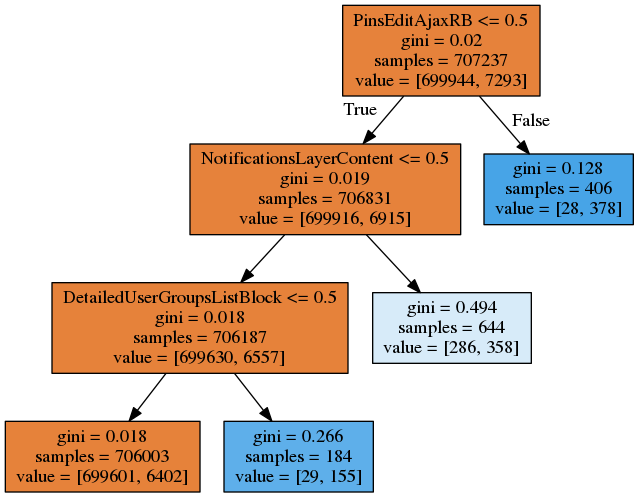 PinsEditAjaxRB <= 0.5
gini = 0.02
samples = 707237
value = [699944, 7293]
True
False
NotificationsLayerContent <= 0.5
gini = 0.019
samples = 706831
value = [699916, 6915]
gini = 0.128
samples = 406
value = [28, 378]
DetailedUserGroupsListBlock <= 0.5
gini = 0.018
samples = 706187
value = [699630, 6557]
gini = 0.494
samples = 644
value = [286, 358]
gini = 0.018
samples = 706003
value = [699601, 6402]
gini = 0.266
samples = 184
value = [29, 155]